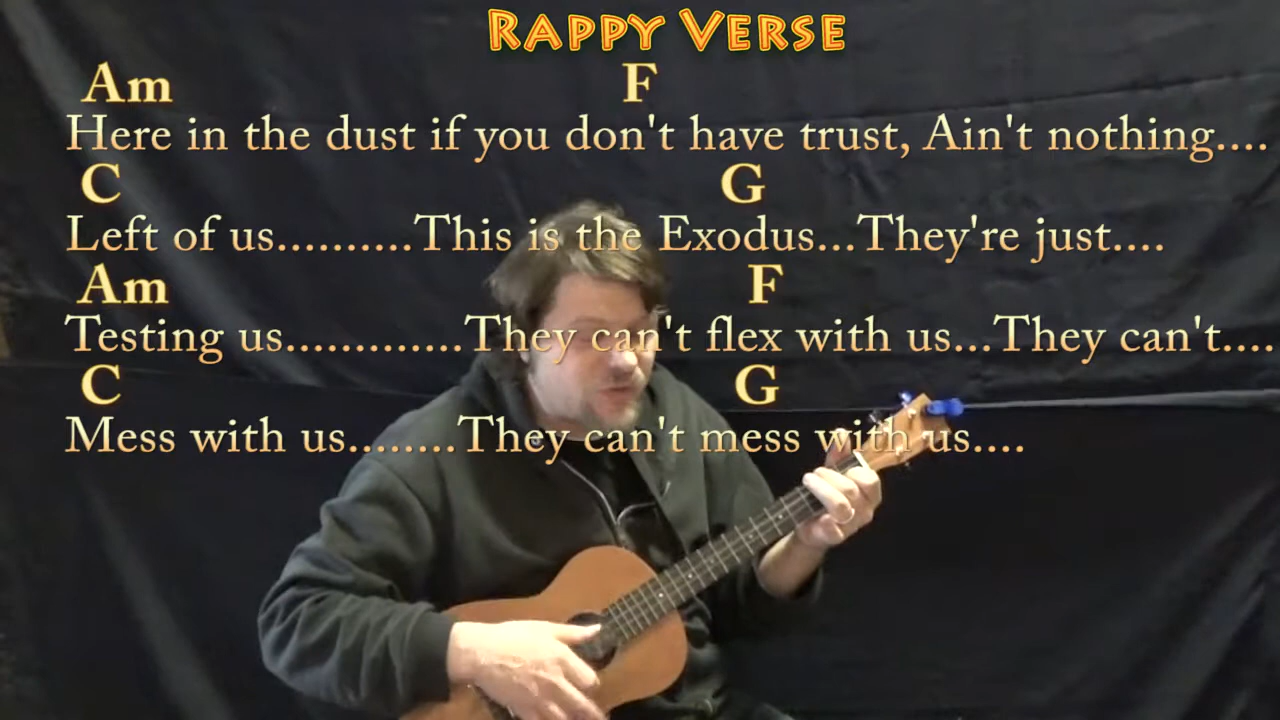 Rappy Verse
Am F
Here in the dust if you don't have trust, Ain't nothing....
C G
Left of us..........This is the Exodus...They're just....
Am F
Testing us.............They can't flex with us...They can't....
C G
Mess with us........They can't mess with us....